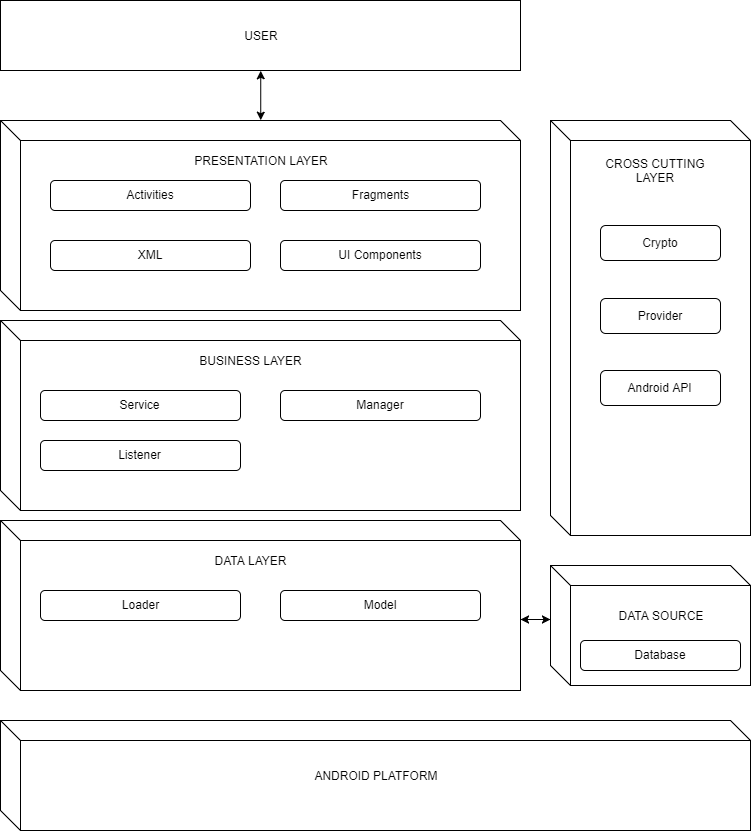 USER
PRESENTATION LAYER
Activities
Fragments
XML
UI Components
BUSINESS LAYER
Service
Manager
Listener
DATA LAYER
Loader
Model
CROSS CUTTING
LAYER
Crypto
Provider
Android API
DATA SOURCE
Database
ANDROID PLATFORM